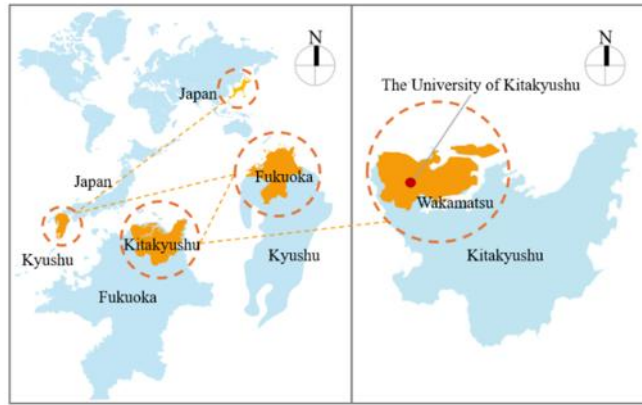 N
Japan
Japan
Fukuoka
Kyushu
Kitakyushu
Kyushu
Fukuoka
N
The University of Kitakyushu
Wakamatsu
Kitakyushu